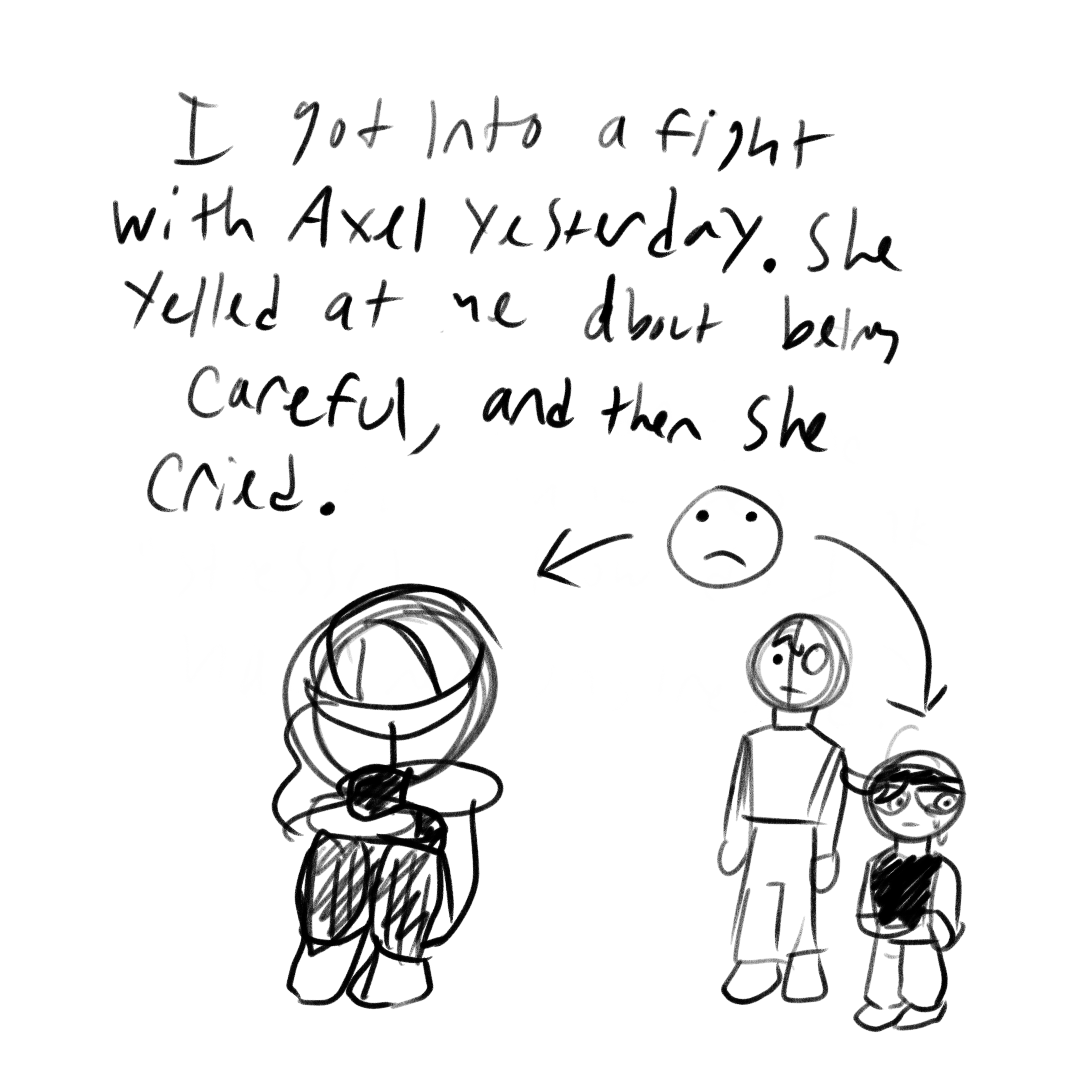 I got into a fight
with Axel yesterday. She
yelled at me about being
careful, and then she
cried.